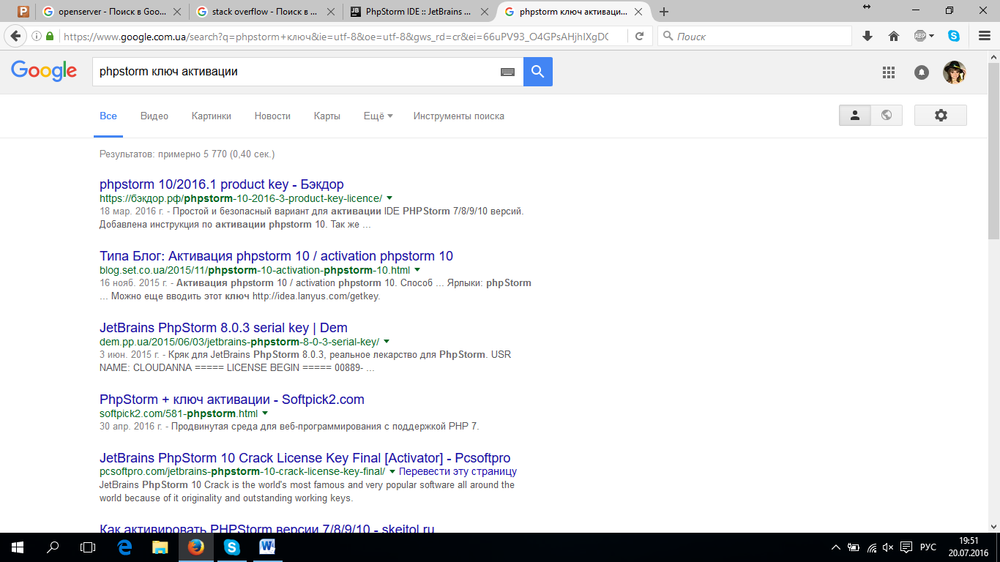 openserver - Поиск в Goo...
stack overflow - Поиск в ...
PhpStorm IDE :: JetBrains ...
phpstorm ключ активаци...
https://www.google.com.ua/search?q=phpstorm+ключ&ie=utf-8&oe=utf-8&gws_rd=cr&ei=66uPV93_O4GPsAHjhIXgDC
Поиск
ABP
Google
phpstorm ключ активации
Все
Видео
Картинки
Новости
Карты
Ещё
Инструменты поиска
Результатов: примерно 5 770 (0,40 сек.)
phpstorm 10/2016.1 product key - Бэкдор
https://бэкдор.рф/phpstorm-10-2016-3-product-key-licence/
18 мар. 2016 г. - Простой и безопасный вариант для активации IDE PHPStorm 7/8/9/10 версий.
Добавлена инструкция по активации phpstorm 10. Так же ...
Типа Блог: Активация phpstorm 10 / activation phpstorm 10
blog.set.co.ua/2015/11/phpstorm-10-activation-phpstorm-10.html
16 нояб. 2015 г. - Активация phpstorm 10 / activation phpstorm 10. Способ ... Ярлыки: phpStorm
... Можно еще вводить этот ключ http://idea.lanyus.com/getkey.
JetBrains PhpStorm 8.0.3 serial key | Dem
dem.pp.ua/2015/06/03/jetbrains-phpstorm-8-0-3-serial-key/
3 июн. 2015 г. - Кряк для JetBrains PhpStorm 8.0.3, реальное лекарство для PhpStorm. USR
NAME: CLOUDANNA ===== LICENSE BEGIN ===== 00889- ...
PhpStorm + ключ активации - Softpick2.com
softpick2.com/581-phpstorm.html
30 апр. 2016 г. - Продвинутая среда для веб-программирования с поддержкой PHP 7.
JetBrains PhpStorm 10 Crack License Key Final [Activator] - Pcsoftpro
pcsoftpro.com/jetbrains-phpstorm-10-crack-license-key-final/ Перевести эту страницу
JetBrains PhpStorm 10 Crack is the world's most famous and very popular software all around the
world because of it originality and outstanding working keys.
Как активировать PHPStorm версии 7/8/9/10 - skeitol.ru
РУС
19:51
20.07.2016